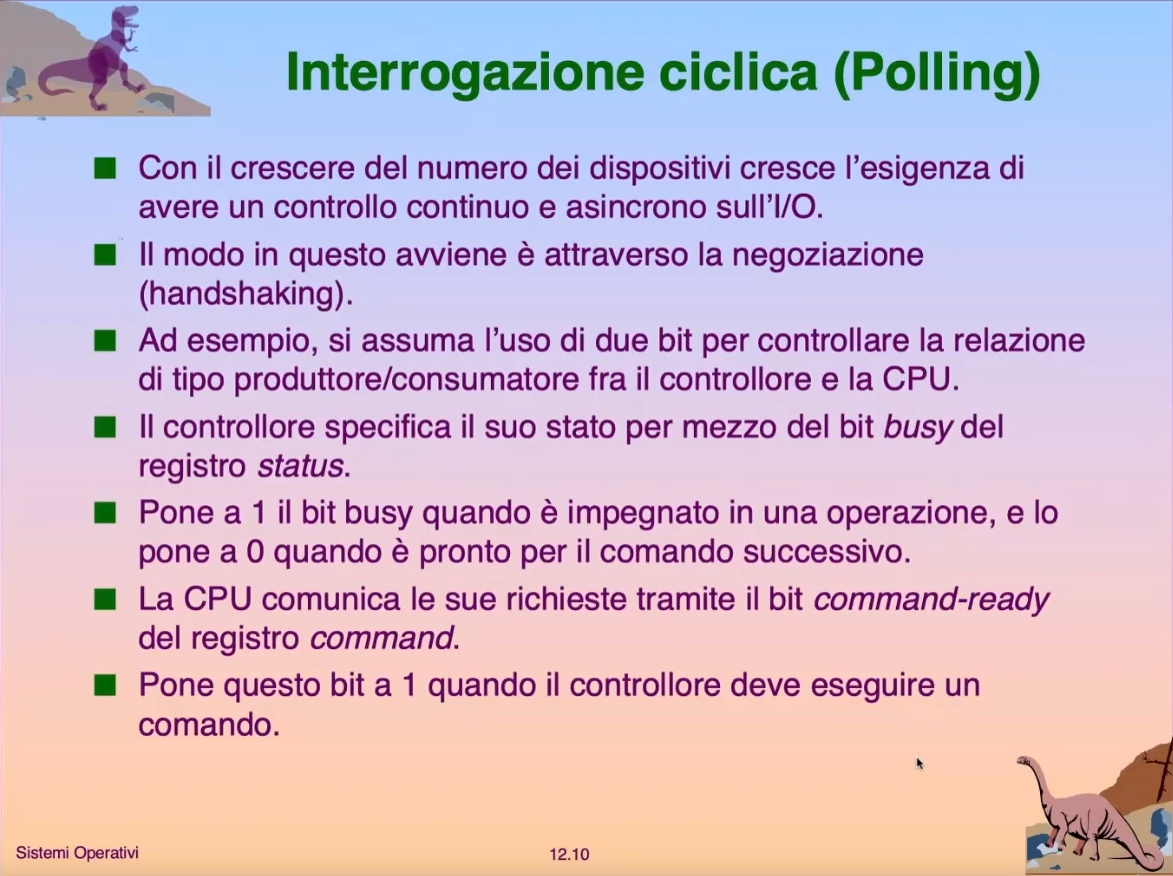 Interrogazione ciclica (Polling)
Con il crescere del numero dei dispositivi cresce l’esigenza di
avere un controllo continuo e asincrono sull’I/O.
Il modo in questo avviene è attraverso la negoziazione
(handshaking).
Ad esempio, si assuma l’uso di due bit per controllare la relazione
di tipo produttore/consumatore fra il controllore e la CPU.
Il controllore specifica il suo stato per mezzo del bit busy del
registro status.
Pone a 1 il bit busy quando è impegnato in una operazione, e lo
pone a 0 quando è pronto per il comando successivo.
La CPU comunica le sue richieste tramite il bit command-ready
del registro command.
Pone questo bit a 1 quando il controllore deve eseguire un
comando.
Sistemi Operativi
12.10